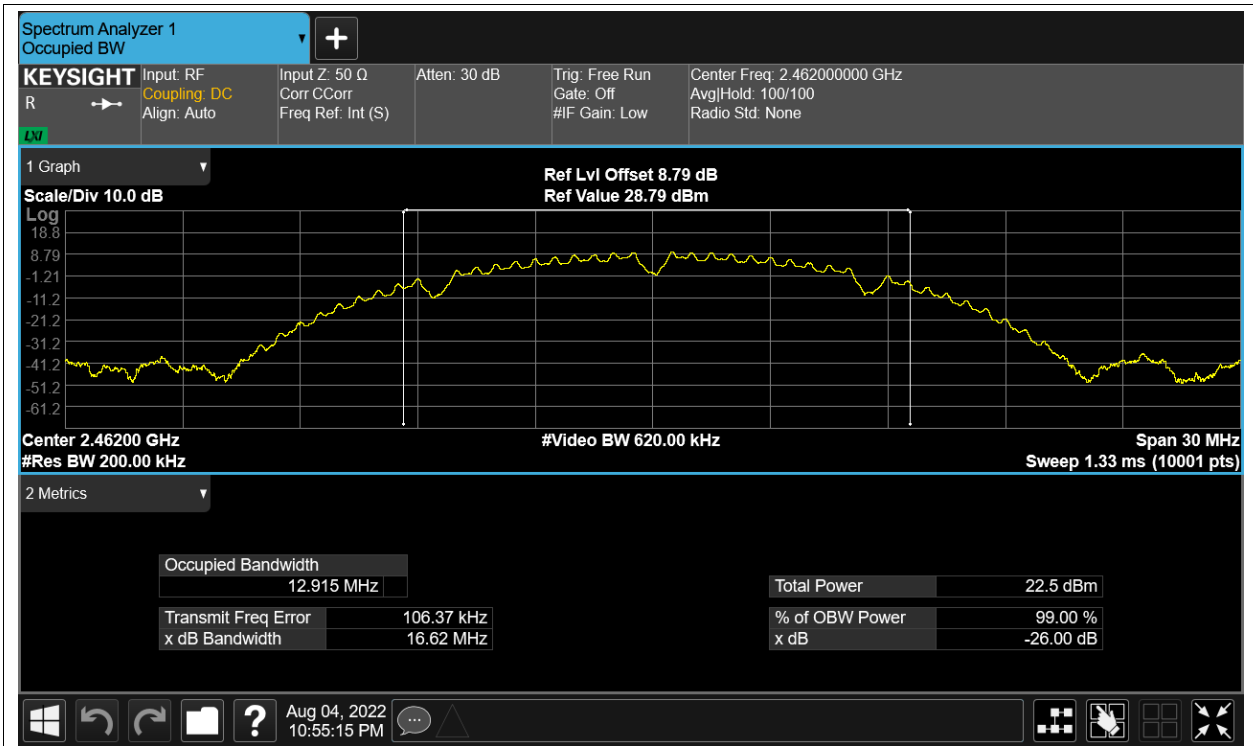 Spectrum Analyzer 1
Occupied BW
KEYSIGHT
R
LXI
Input: RF
Coupling: DC
Align: Auto
Input Z: 50 Ω
Corr CCorr
Freq Ref: Int (S)
Atten: 30 dB
Trig: Free Run
Gate: Off
#IF Gain: Low
Center Freq: 2.462000000 GHz
Avg|Hold: 100/100
Radio Std: None
1 Graph
Scale/Div 10.0 dB
Ref Lvl Offset 8.79 dB
Ref Value 28.79 dBm
Log
18.8
8.79
-1.21
-11.2
-21.2
-31.2
-41.2
-51.2
-61.2
Center 2.46200 GHz
#Video BW 620.00 kHz
Span 30 MHz
#Res BW 200.00 kHz
Sweep 1.33 ms (10001 pts)
2 Metrics
Occupied Bandwidth
12.915 MHz
Transmit Freq Error 106.37 kHz
x dB Bandwidth 16.62 MHz
Total Power 22.5 dBm
% of OBW Power 99.00 %
x dB -26.00 dB
Aug 04, 2022
10:55:15 PM